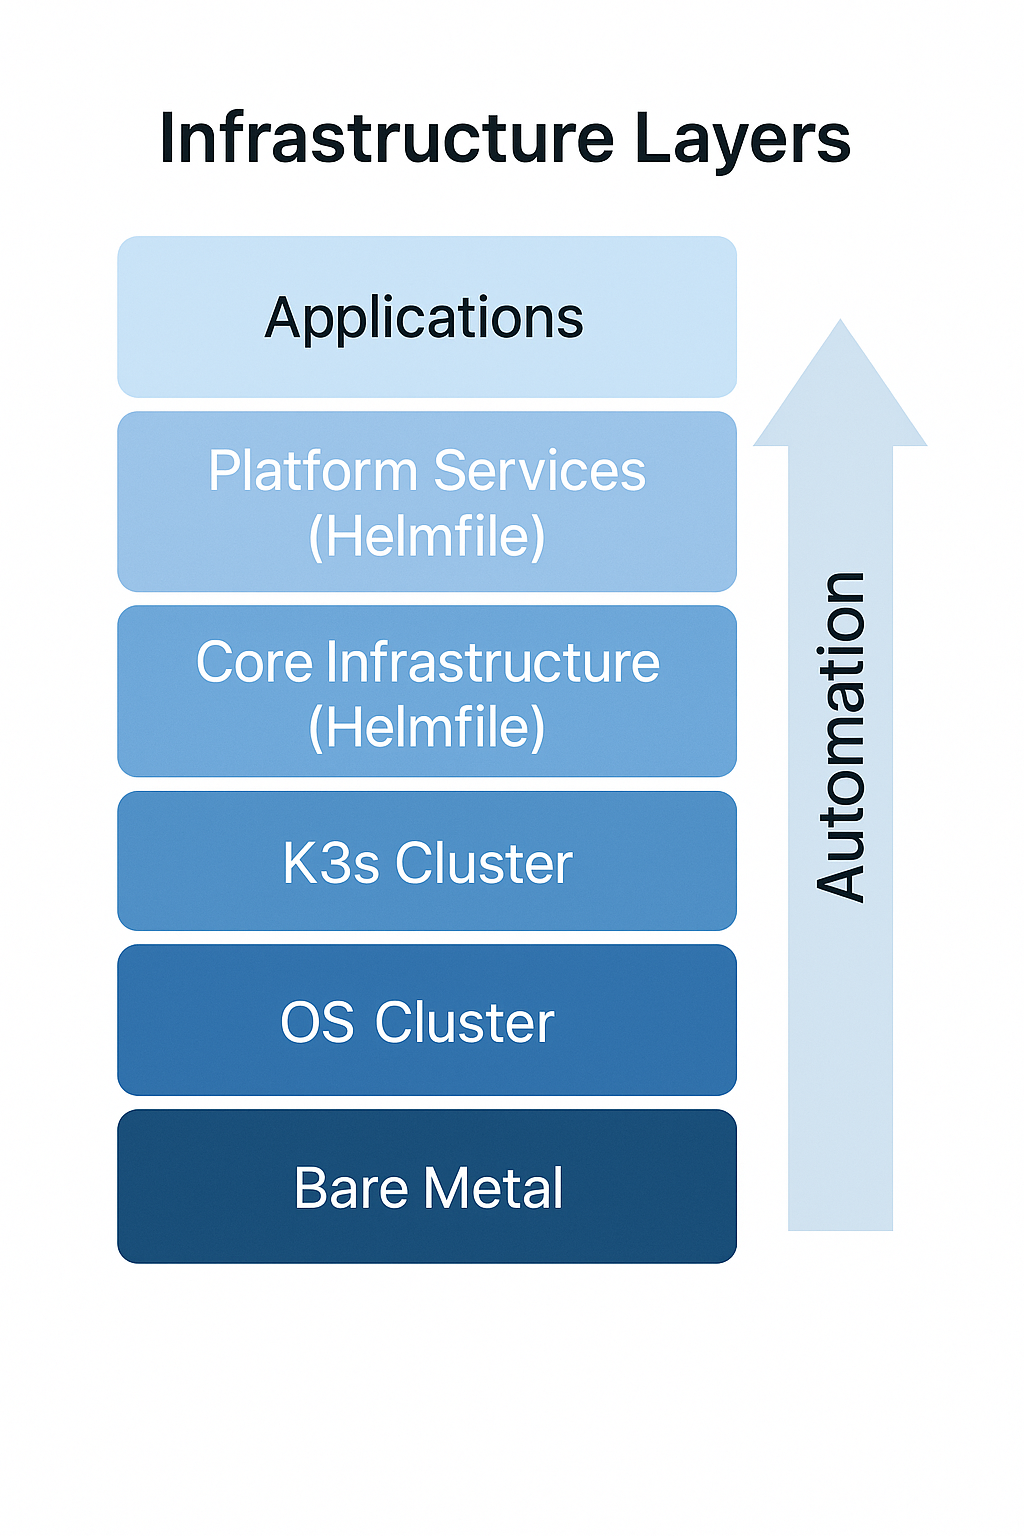 Infrastructure Layers
Applications
Platform Services
(Helmfile)
Core Infrastructure
(Helmfile)
K3s Cluster
OS Cluster
Bare Metal
Automation